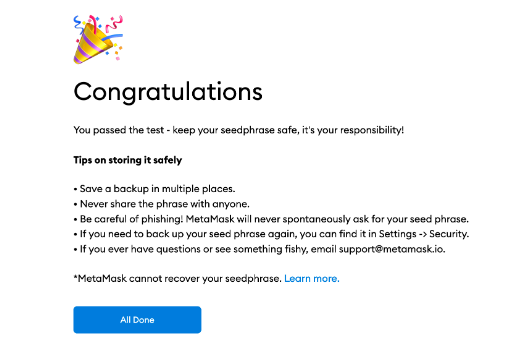 Congratulations
You passed the test - keep your seedphrase safe, it's your responsibility!
Tips on storing it safely
• Save a backup in multiple places.
• Never share the phrase with anyone.
• Be careful of phishing! MetaMask will never spontaneously ask for your seed phrase.
• If you need to back up your seed phrase again, you can find it in Settings -> Security.
• If you ever have questions or see something fishy, email support@metamask.io.
*MetaMask cannot recover your seedphrase. Learn more.
All Done